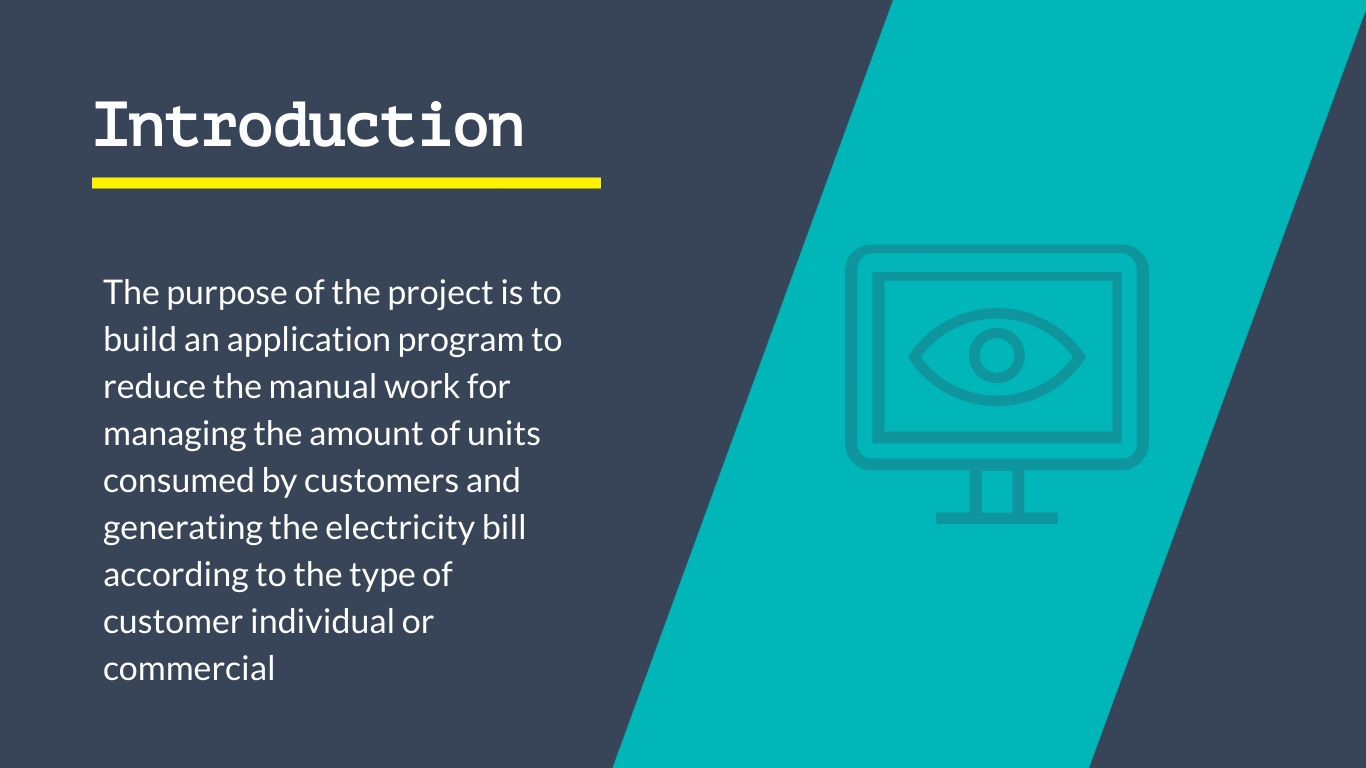 Introduction
The purpose of the project is to
build an application program to
reduce the manual work for
managing the amount of units
consumed by customers and
generating the electricity bill
according to the type of
customer individual or
commercial